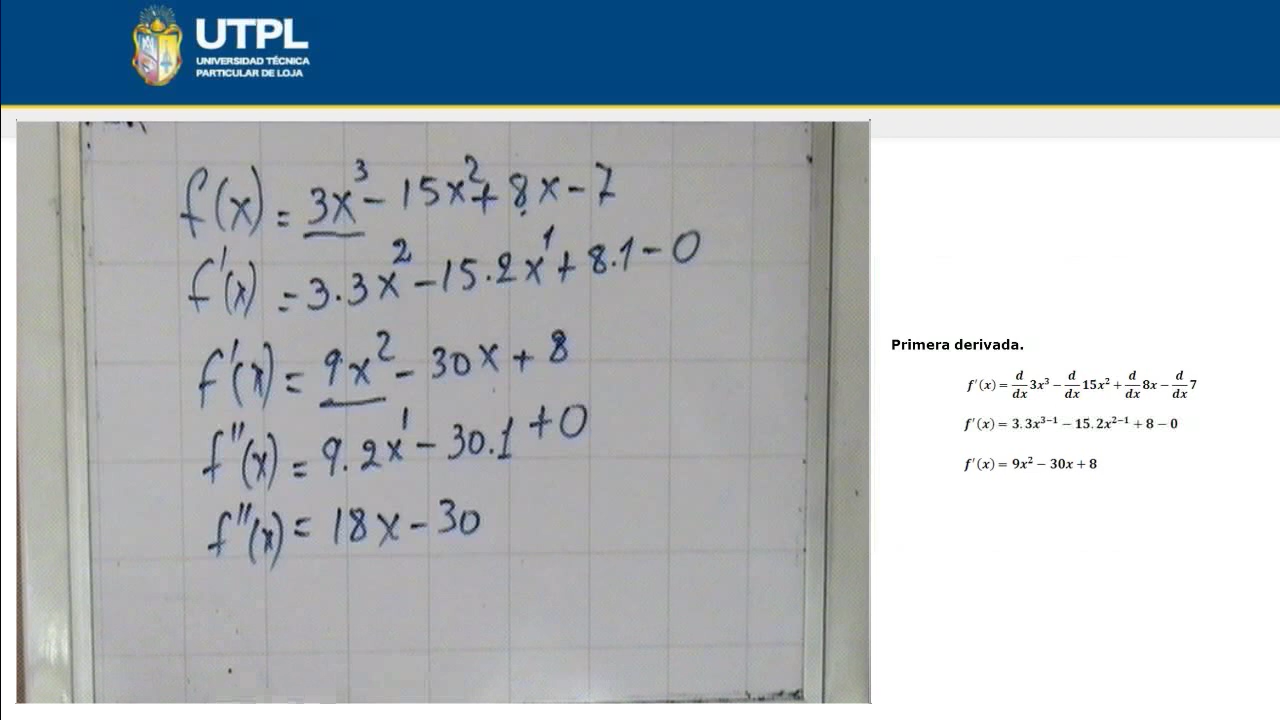 UTPL
UNIVERSIDAD TÉCNICA
PARTICULAR DE LOJA
f(x) = 3x³ - 15x² + 8x - 7
f'(x) = 3.3x² - 15.2x¹ + 8.1 - 0
f'(x) = 9x² - 30x + 8
f''(x) = 9.2x¹ - 30.1 + 0
f''(x) = 18x - 30
Primera derivada.
f'(x) = d/dx 3x³ − d/dx 15x² + d/dx 8x − d/dx 7
f'(x) = 3.3x³⁻¹ − 15.2x²⁻¹ + 8 − 0
f'(x) = 9x² − 30x + 8